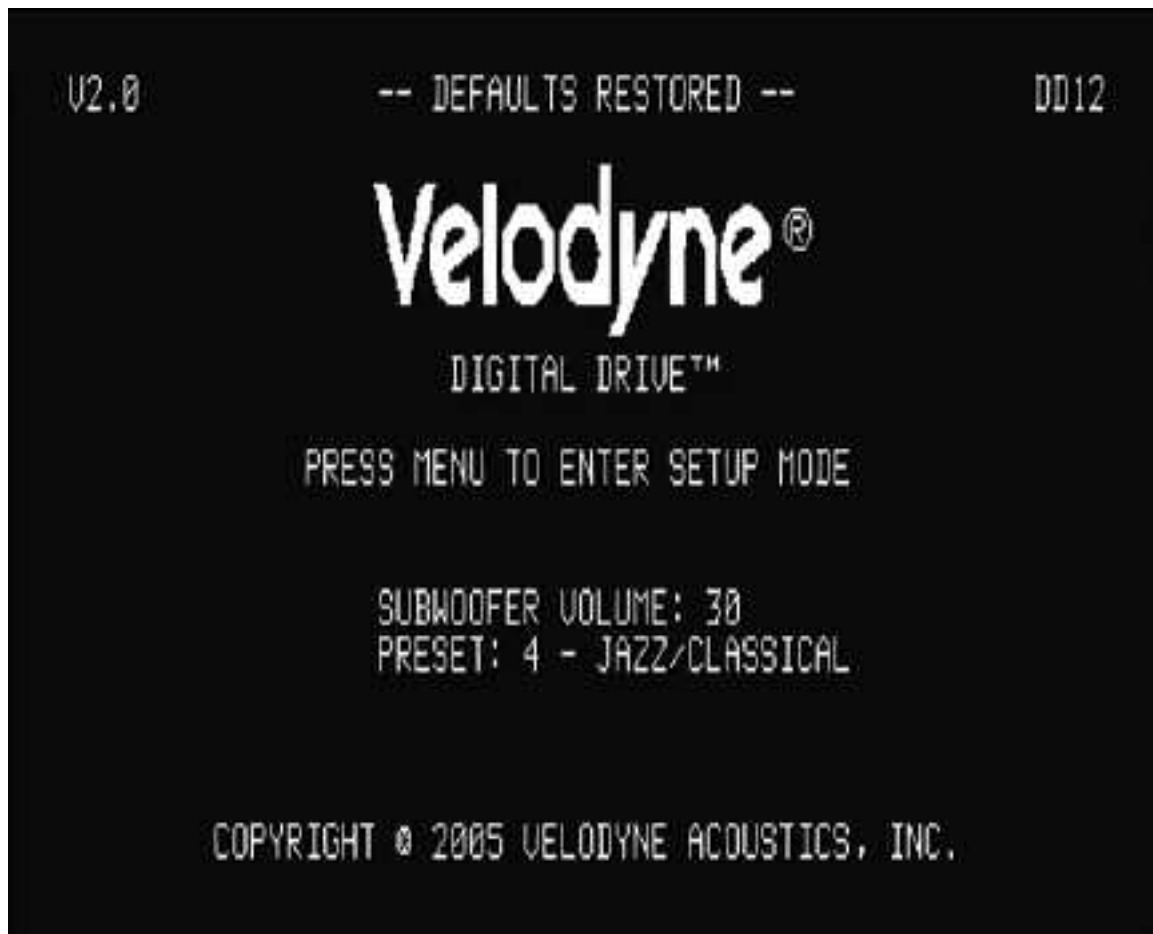 V2.0 -- DEFAULTS RESTORED -- DD12
Velodyne®
DIGITAL DRIVE™
PRESS MENU TO ENTER SETUP MODE
SUBWOOFER VOLUME: 30
PRESET: 4 - JAZZ/CLASSICAL
COPYRIGHT © 2005 VELODYNE ACOUSTICS, INC.